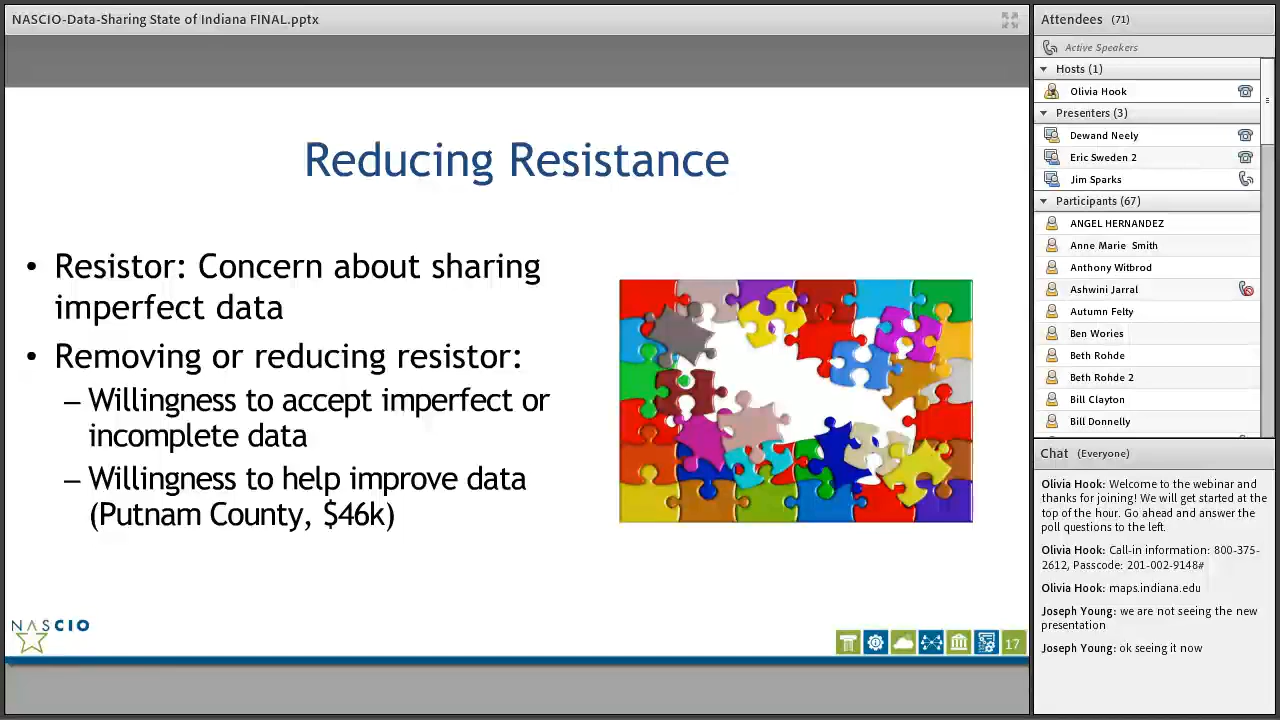 NASCIO-Data-Sharing State of Indiana FINAL.pptx
Reducing Resistance
• Resistor: Concern about sharing
imperfect data
• Removing or reducing resistor:
– Willingness to accept imperfect or
incomplete data
– Willingness to help improve data
(Putnam County, $46k)
NASCIO
17
Attendees (71)
Active Speakers
Hosts (1)
Olivia Hook
Presenters (3)
Dewand Neely
Eric Sweden 2
Jim Sparks
Participants (67)
ANGEL HERNANDEZ
Anne Marie Smith
Anthony Witbrod
Ashwini Jarral
Autumn Felty
Ben Wories
Beth Rohde
Beth Rohde 2
Bill Clayton
Bill Donnelly
Chat (Everyone)
Olivia Hook: Welcome to the webinar and
thanks for joining! We will get started at the
top of the hour. Go ahead and answer the
poll questions to the left.
Olivia Hook: Call-in information: 800-375-
2612, Passcode: 201-002-9148#
Olivia Hook: maps.indiana.edu
Joseph Young: we are not seeing the new
presentation
Joseph Young: ok seeing it now